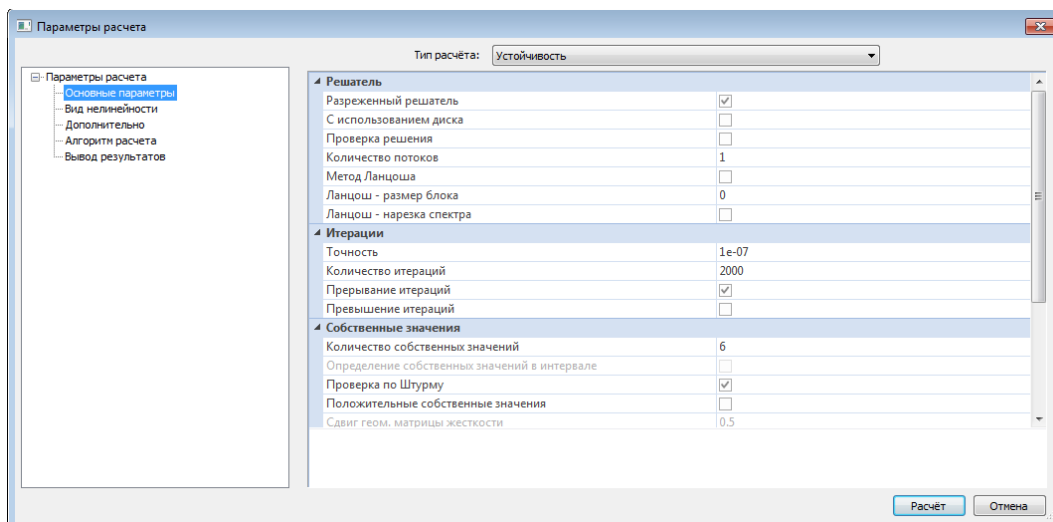 Параметры расчета
Тип расчёта: Устойчивость
Параметры расчета
Основные параметры
Вид нелинейности
Дополнительно
Алгоритм расчета
Вывод результатов
Решатель
Разреженный решатель
С использованием диска
Проверка решения
Количество потоков 1
Метод Ланцоша
Ланцош - размер блока 0
Ланцош - нарезка спектра
Итерации
Точность 1e-07
Количество итераций 2000
Прерывание итераций
Превышение итераций
Собственные значения
Количество собственных значений 6
Определение собственных значений в интервале
Проверка по Штурму
Положительные собственные значения
Сдвиг геом. матрицы жесткости 0.5
Расчёт Отмена